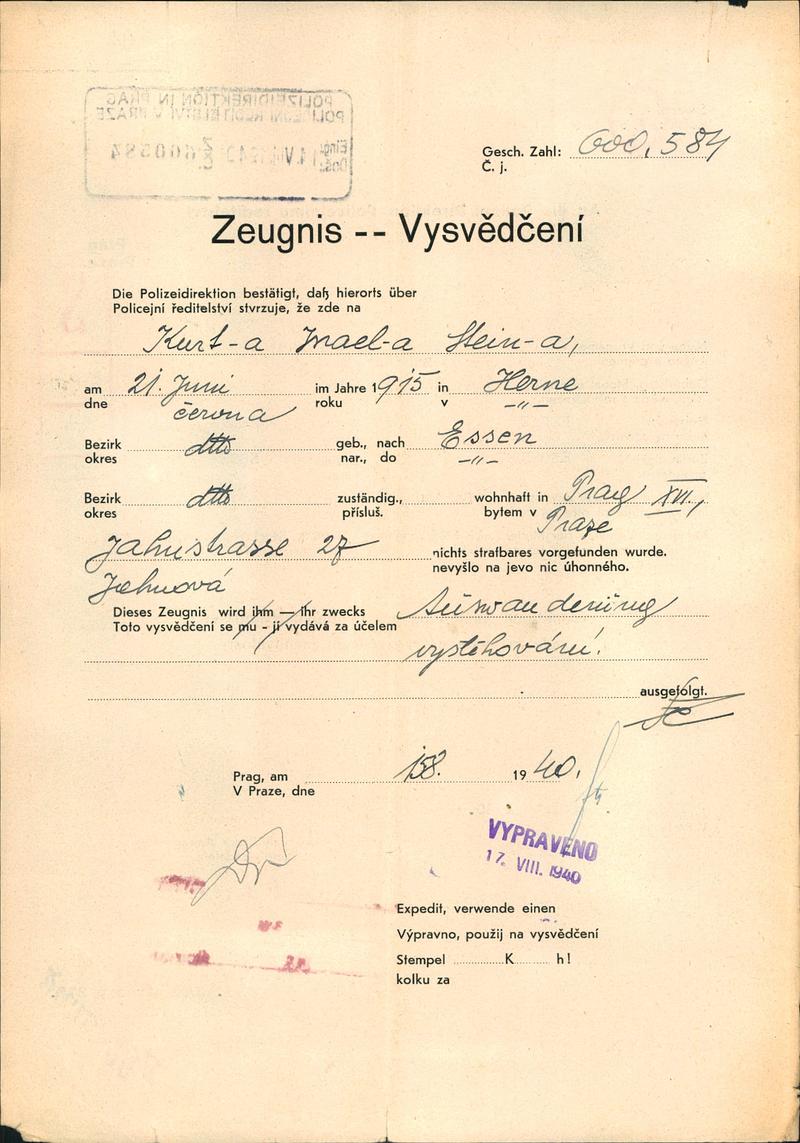 POLIZEIDIREKTION IN PRAG
POLICEJNÍ ŘEDITELSTVÍ V PRAZE
Eing.
Došlo
600584
Gesch. Zahl: 600.584
Č. j.
Zeugnis -- Vysvědčení
Die Polizeidirektion bestätigt, daß hierorts über
Policejní ředitelství stvrzuje, že zde na
Kurt-a Israel-a Stein-a,
am 21. Juni im Jahre 1915 in Herne
dne června roku v -„-
Bezirk dtto geb., nach Essen
okres nar., do -„-
Bezirk dtto zuständig., wohnhaft in Prag XVII.,
okres přísluš. bytem v Praze
Jahnstrasse 27 nichts strafbares vorgefunden wurde.
nevyšlo na jevo nic úhonného.
Jahnová
Dieses Zeugnis wird ihm — ihr zwecks Auswanderung
Toto vysvědčení se mu - jí vydává za účelem
vystěhování.
ausgefolgt.
Prag, am 15.8. 1940.
V Praze, dne
VYPRAVENO
17. VIII. 1940
Expedit, verwende einen
Výpravno, použij na vysvědčení
Stempel K h!
kolku za